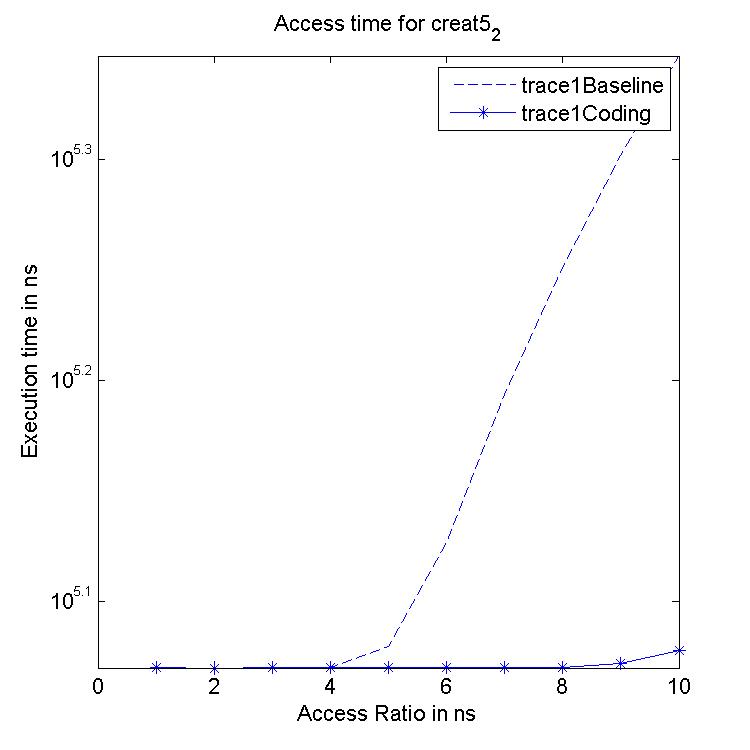 Access time for creat5₂
trace1Baseline
trace1Coding
10^5.3
10^5.2
10^5.1
Execution time in ns
0 2 4 6 8 10
Access Ratio in ns